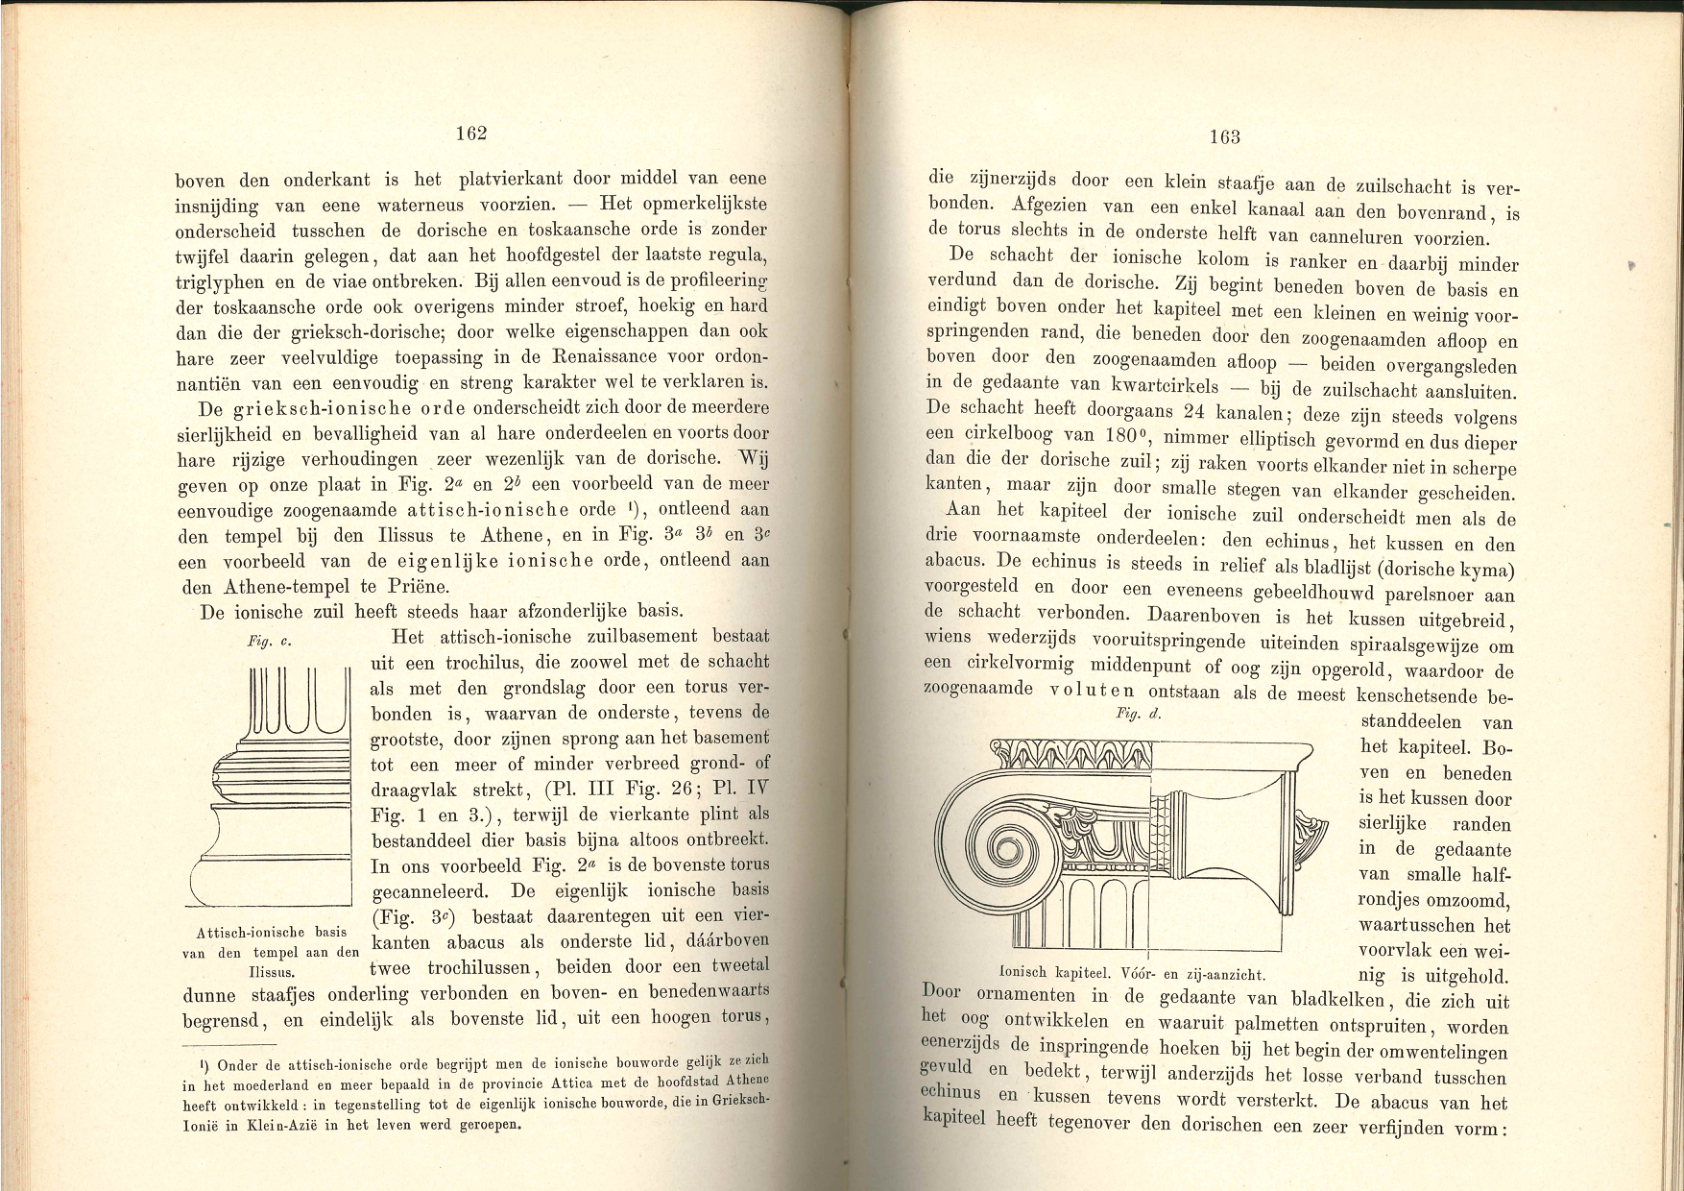 162
boven den onderkant is het platvierkant door middel van eene
insnijding van eene waterneus voorzien. — Het opmerkelijkste
onderscheid tusschen de dorische en toskaansche orde is zonder
twijfel daarin gelegen, dat aan het hoofdgestel der laatste regula,
triglyphen en de viae ontbreken. Bij allen eenvoud is de profileering
der toskaansche orde ook overigens minder stroef, hoekig en hard
dan die der grieksch-dorische; door welke eigenschappen dan ook
hare zeer veelvuldige toepassing in de Renaissance voor ordon-
nantiën van een eenvoudig en streng karakter wel te verklaren is.
De grieksch-ionische orde onderscheidt zich door de meerdere
sierlijkheid en bevalligheid van al hare onderdeelen en voorts door
hare rijzige verhoudingen zeer wezenlijk van de dorische. Wij
geven op onze plaat in Fig. 2a en 2b een voorbeeld van de meer
eenvoudige zoogenaamde attisch-ionische orde ¹), ontleend aan
den tempel bij den Ilissus te Athene, en in Fig. 3a 3b en 3c
een voorbeeld van de eigenlijke ionische orde, ontleend aan
den Athene-tempel te Priëne.
De ionische zuil heeft steeds haar afzonderlijke basis.
Fig. c.
Attisch-ionische basis
van den tempel aan den
Ilissus.
Het attisch-ionische zuilbasement bestaat
uit een trochilus, die zoowel met de schacht
als met den grondslag door een torus ver-
bonden is, waarvan de onderste, tevens de
grootste, door zijnen sprong aan het basement
tot een meer of minder verbreed grond- of
draagvlak strekt, (Pl. III Fig. 26; Pl. IV
Fig. 1 en 3.), terwijl de vierkante plint als
bestanddeel dier basis bijna altoos ontbreekt.
In ons voorbeeld Fig. 2a is de bovenste torus
gecanneleerd. De eigenlijk ionische basis
(Fig. 3c) bestaat daarentegen uit een vier-
kanten abacus als onderste lid, dáárboven
twee trochilussen, beiden door een tweetal
dunne staafjes onderling verbonden en boven- en benedenwaarts
begrensd, en eindelijk als bovenste lid, uit een hoogen torus,
¹) Onder de attisch-ionische orde begrijpt men de ionische bouworde gelijk ze zich
in het moederland en meer bepaald in de provincie Attica met de hoofdstad Athene
heeft ontwikkeld: in tegenstelling tot de eigenlijk ionische bouworde, die in Grieksch-
Ionië in Klein-Azië in het leven werd geroepen.
163
die zijnerzijds door een klein staafje aan de zuilschacht is ver-
bonden. Afgezien van een enkel kanaal aan den bovenrand, is
de torus slechts in de onderste helft van canneluren voorzien.
De schacht der ionische kolom is ranker en daarbij minder
verdund dan de dorische. Zij begint beneden boven de basis en
eindigt boven onder het kapiteel met een kleinen en weinig voor-
springenden rand, die beneden door den zoogenaamden afloop en
boven door den zoogenaamden afloop — beiden overgangsleden
in de gedaante van kwartcirkels — bij de zuilschacht aansluiten.
De schacht heeft doorgaans 24 kanalen; deze zijn steeds volgens
een cirkelboog van 180°, nimmer elliptisch gevormd en dus dieper
dan die der dorische zuil; zij raken voorts elkander niet in scherpe
kanten, maar zijn door smalle stegen van elkander gescheiden.
Aan het kapiteel der ionische zuil onderscheidt men als de
drie voornaamste onderdeelen: den echinus, het kussen en den
abacus. De echinus is steeds in relief als bladlijst (dorische kyma)
voorgesteld en door een eveneens gebeeldhouwd parelsnoer aan
de schacht verbonden. Daarenboven is het kussen uitgebreid,
wiens wederzijds vooruitspringende uiteinden spiraalsgewijze om
een cirkelvormig middenpunt of oog zijn opgerold, waardoor de
zoogenaamde voluten ontstaan als de meest kenschetsende be-
Fig. d.
Ionisch kapiteel. Vóór- en zij-aanzicht.
standdeelen van
het kapiteel. Bo-
ven en beneden
is het kussen door
sierlijke randen
in de gedaante
van smalle half-
rondjes omzoomd,
waartusschen het
voorvlak een wei-
nig is uitgehold.
Door ornamenten in de gedaante van bladkelken, die zich uit
het oog ontwikkelen en waaruit palmetten ontspruiten, worden
eenerzijds de inspringende hoeken bij het begin der omwentelingen
gevuld en bedekt, terwijl anderzijds het losse verband tusschen
echinus en kussen tevens wordt versterkt. De abacus van het
kapiteel heeft tegenover den dorischen een zeer verfijnden vorm: